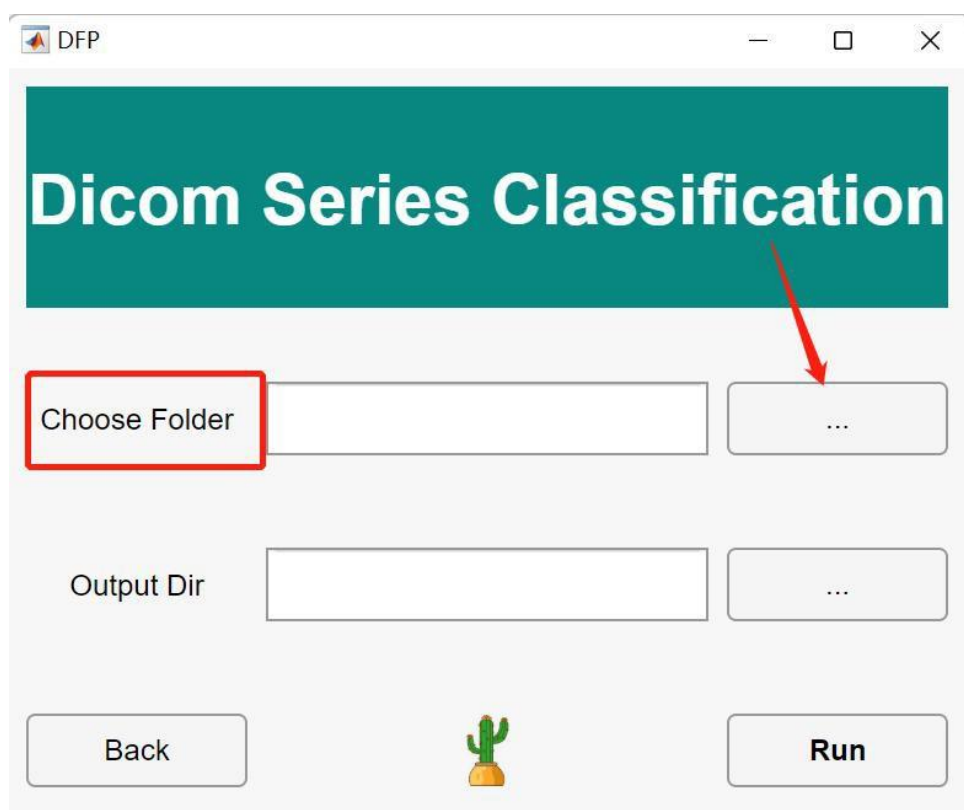 DFP
Dicom Series Classification
Choose Folder
...
Output Dir
...
Back
Run